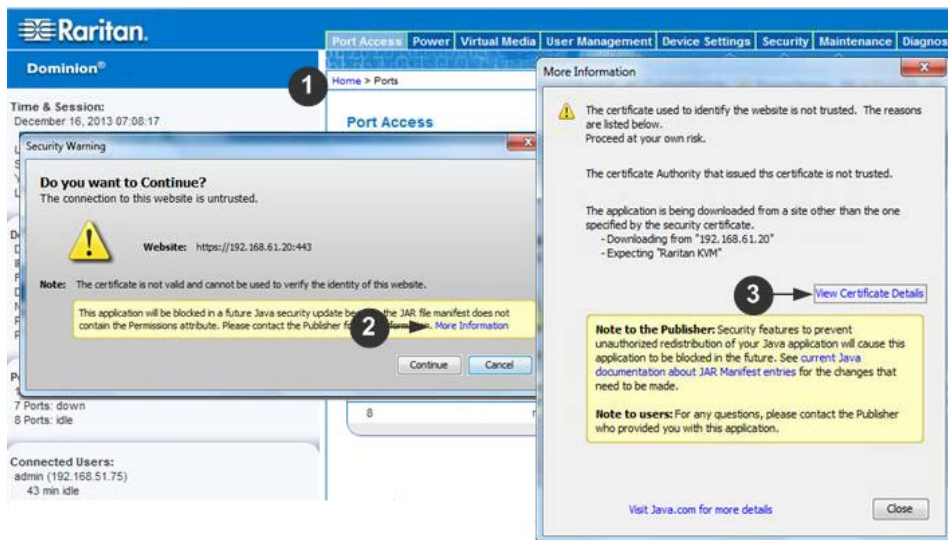 Raritan.
Port Access Power Virtual Media User Management Device Settings Security Maintenance Diagnos
Dominion®
1
Home > Ports
Time & Session:
December 16, 2013 07:08:17
Port Access
Security Warning
Do you want to Continue?
The connection to this website is untrusted.
Website: https://192.168.61.20:443
Note: The certificate is not valid and cannot be used to verify the identity of this website.
This application will be blocked in a future Java security update the JAR file manifest does not
contain the Permissions attribute. Please contact the Publisher More Information
2
Continue
Cancel
7 Ports: down
8 Ports: idle
8
Connected Users:
admin (192.168.51.75)
43 min idle
More Information
The certificate used to identify the website is not trusted. The reasons
are listed below.
Proceed at your own risk.
The certificate Authority that issued ths certificate is not trusted.
The application is being downloaded from a site other than the one
specified by the security certificate.
- Downloading from "192.168.61.20"
- Expecting "Raritan KVM"
3
View Certificate Details
Note to the Publisher: Security features to prevent
unauthorized redistribution of your Java application will cause this
application to be blocked in the future. See current Java
documentation about JAR Manifest entries for the changes that
need to be made.
Note to users: For any questions, please contact the Publisher
who provided you with this application.
Visit Java.com for more details
Close